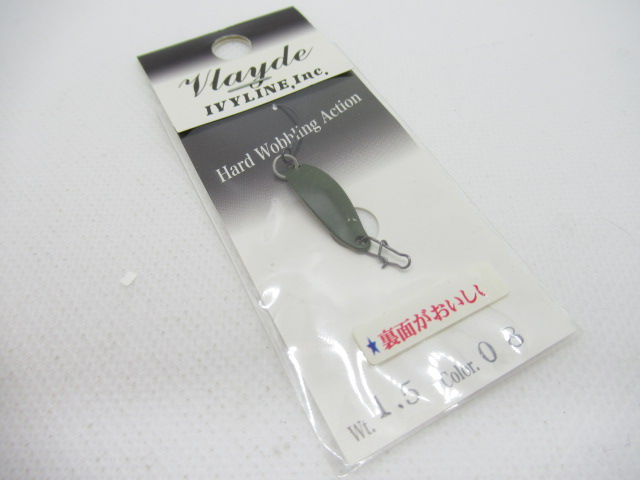 Vlayde
IVYLINE,Inc.
Hard Wobbling Action
★裏面がおいしい
Wt. 1.5 Color. 08